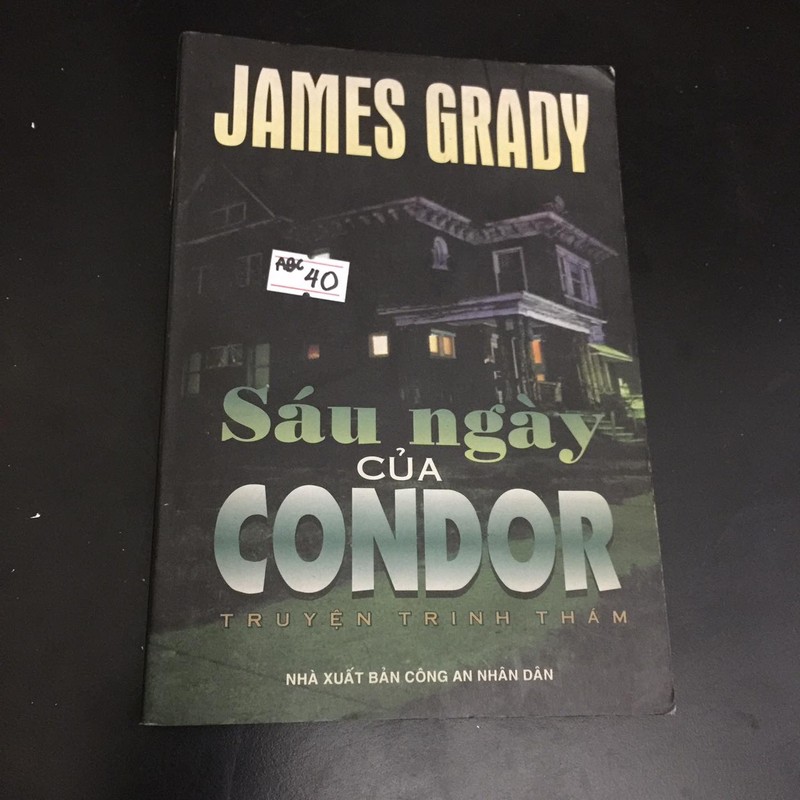 JAMES GRADY
ABC 40
Sáu ngày
CỦA
CONDOR
TRUYỆN TRINH THÁM
NHÀ XUẤT BẢN CÔNG AN NHÂN DÂN